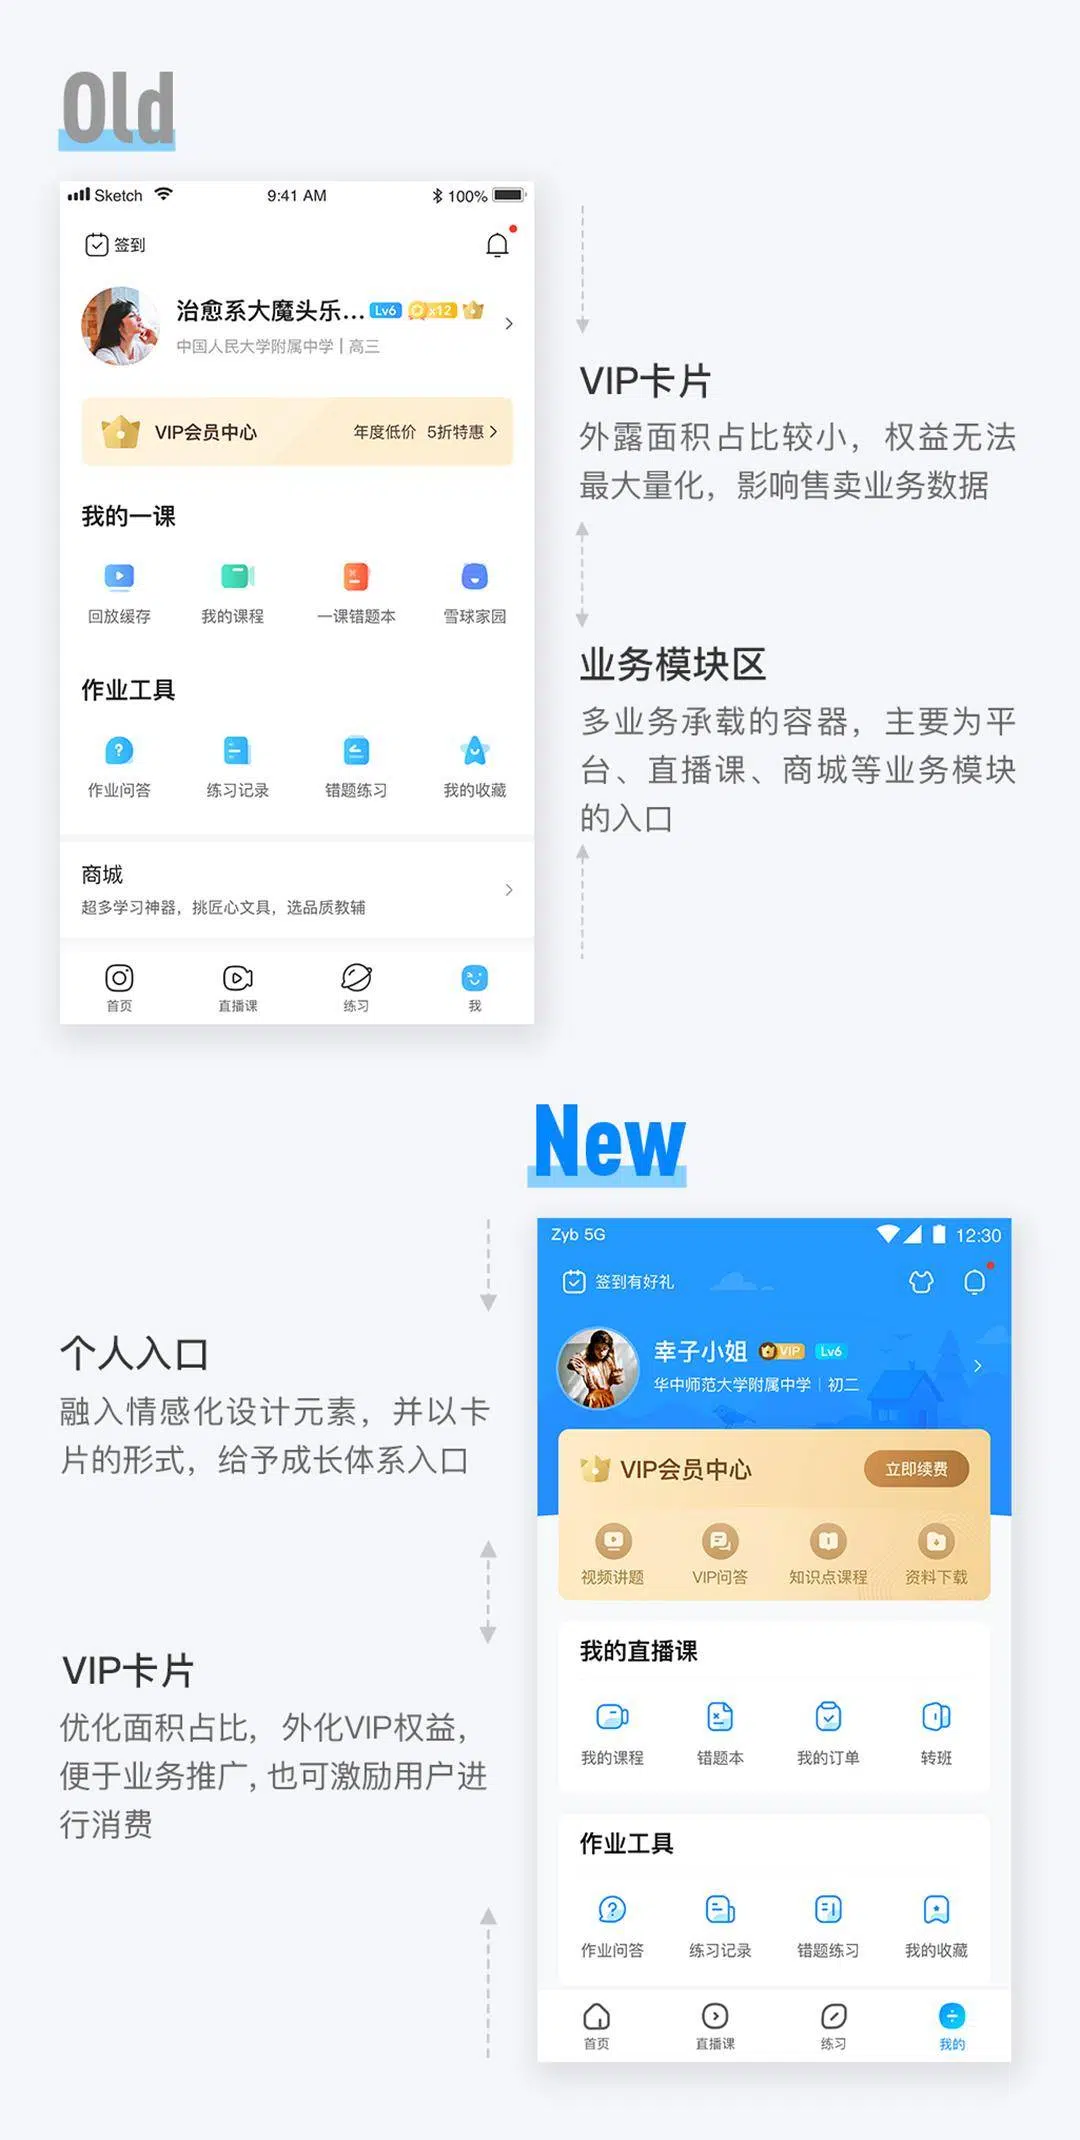 Old
Sketch 9:41 AM 100%
签到
治愈系大魔头乐... Lv6 x12
中国人民大学附属中学 | 高三
VIP会员中心 年度低价 5折特惠
我的一课
回放缓存 我的课程 一课错题本 雪球家园
作业工具
作业问答 练习记录 错题练习 我的收藏
商城
超多学习神器，挑匠心文具，选品质教辅
首页 直播课 练习 我
VIP卡片
外露面积占比较小，权益无法
最大量化，影响售卖业务数据
业务模块区
多业务承载的容器，主要为平
台、直播课、商城等业务模块
的入口
New
个人入口
融入情感化设计元素，并以卡
片的形式，给予成长体系入口
VIP卡片
优化面积占比，外化VIP权益，
便于业务推广，也可激励用户进
行消费
Zyb 5G 12:30
签到有好礼
幸子小姐 VIP Lv6
华中师范大学附属中学 | 初二
VIP会员中心 立即续费
视频讲题 VIP问答 知识点课程 资料下载
我的直播课
我的课程 错题本 我的订单 转班
作业工具
作业问答 练习记录 错题练习 我的收藏
首页 直播课 练习 我的